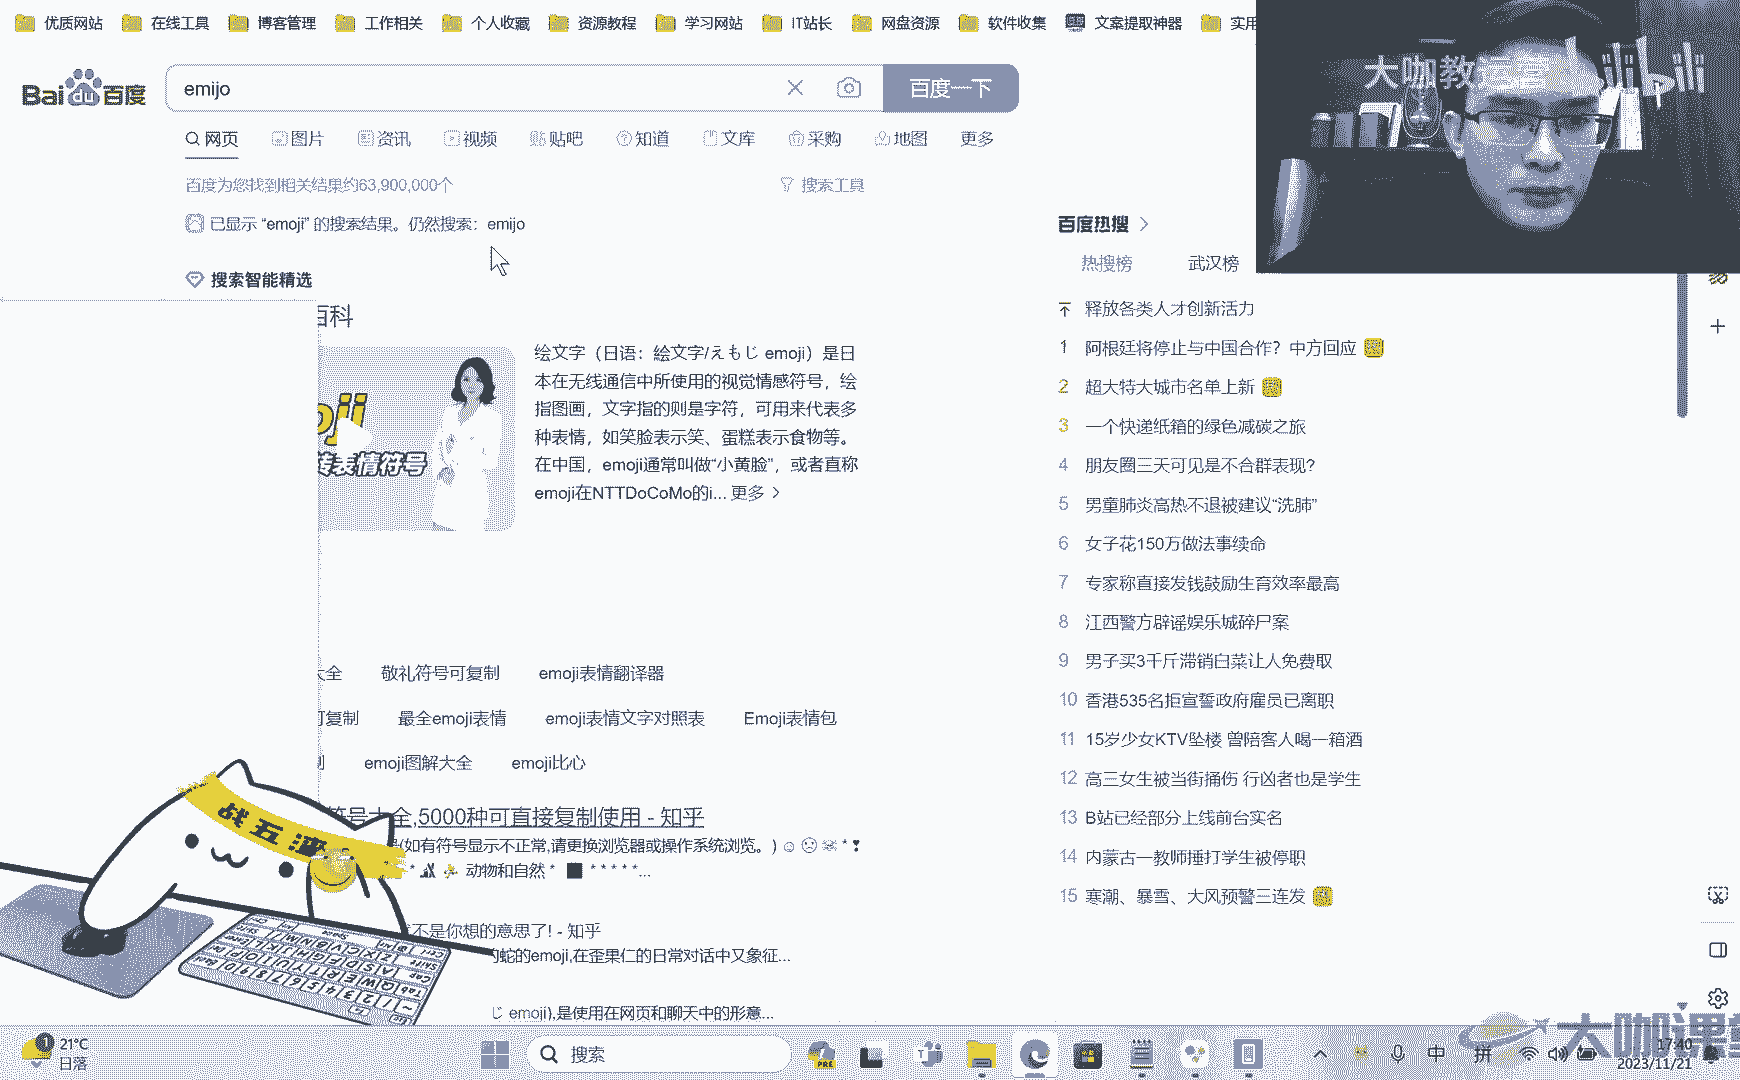 优质网站 在线工具 博客管理 工作相关 个人收藏 资源教程 学习网站 IT站长 网盘资源 软件收集 文案提取神器 实用
大咖教运营 bilibili
Bai du 百度 emijo 百度一下
网页 图片 资讯 视频 贴吧 知道 文库 采购 地图 更多
百度为您找到相关结果约63,900,000个 搜索工具
已显示 “emoji” 的搜索结果。仍然搜索：emijo
百度热搜
热搜榜 武汉榜
搜索智能精选
百科
绘文字（日语：绘文字/えもじ emoji）是日
本在无线通信中所使用的视觉情感符号，绘
指图画，文字指的则是字符，可用来代表多
种表情，如笑脸表示笑、蛋糕表示食物等。
在中国，emoji通常叫做“小黄脸”，或者直称
emoji在NTTDoCoMo的i... 更多
oji
表情符号
释放各类人才创新活力
1 阿根廷将停止与中国合作？中方回应
2 超大特大城市名单上新
3 一个快递纸箱的绿色减碳之旅
4 朋友圈三天可见是不合群表现?
5 男童肺炎高热不退被建议“洗肺”
6 女子花150万做法事续命
7 专家称直接发钱鼓励生育效率最高
8 江西警方辟谣娱乐城碎尸案
9 男子买3千斤滞销白菜让人免费取
10 香港535名拒宣誓政府雇员已离职
11 15岁少女KTV坠楼 曾陪客人喝一箱酒
12 高三女生被当街捅伤 行凶者也是学生
13 B站已经部分上线前台实名
14 内蒙古一教师捶打学生被停职
15 寒潮、暴雪、大风预警三连发
大全 敬礼符号可复制 emoji表情翻译器
可复制 最全emoji表情 emoji表情文字对照表 Emoji表情包
emoji图解大全 emoji比心
符号大全,5000种可直接复制使用 - 知乎
(如有符号显示不正常,请更换浏览器或操作系统浏览。) ☺ ☹ * ❣
* 动物和自然 * ■ * * * * *...
不是你想的意思了! - 知乎
的蛇的emoji,在歪果仁的日常对话中又象征...
じ emoji),是使用在网页和聊天中的形意...
战五渣
大咖课堂
1 21°C
日落
搜索
PRE
中 拼
17:40
2023/11/21